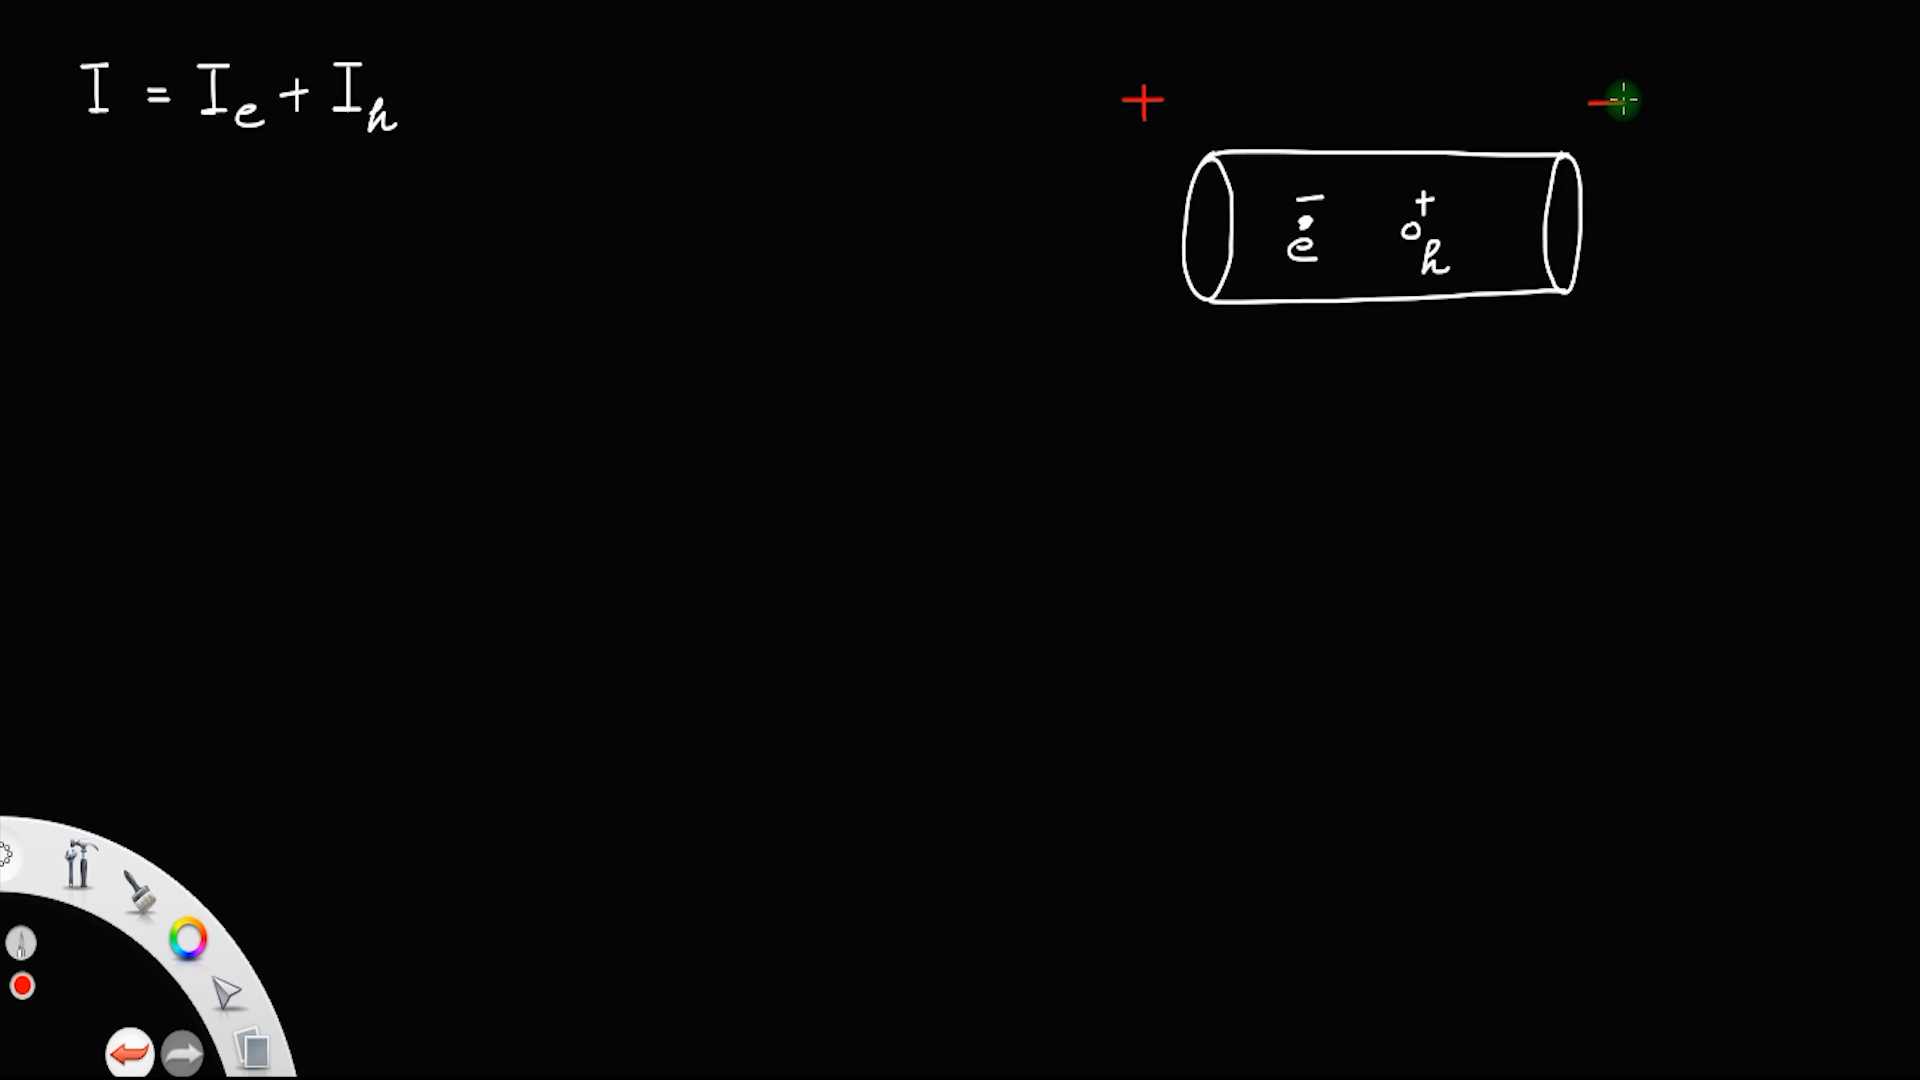 I = Iₑ + Iₕ
+ −
− +
e h